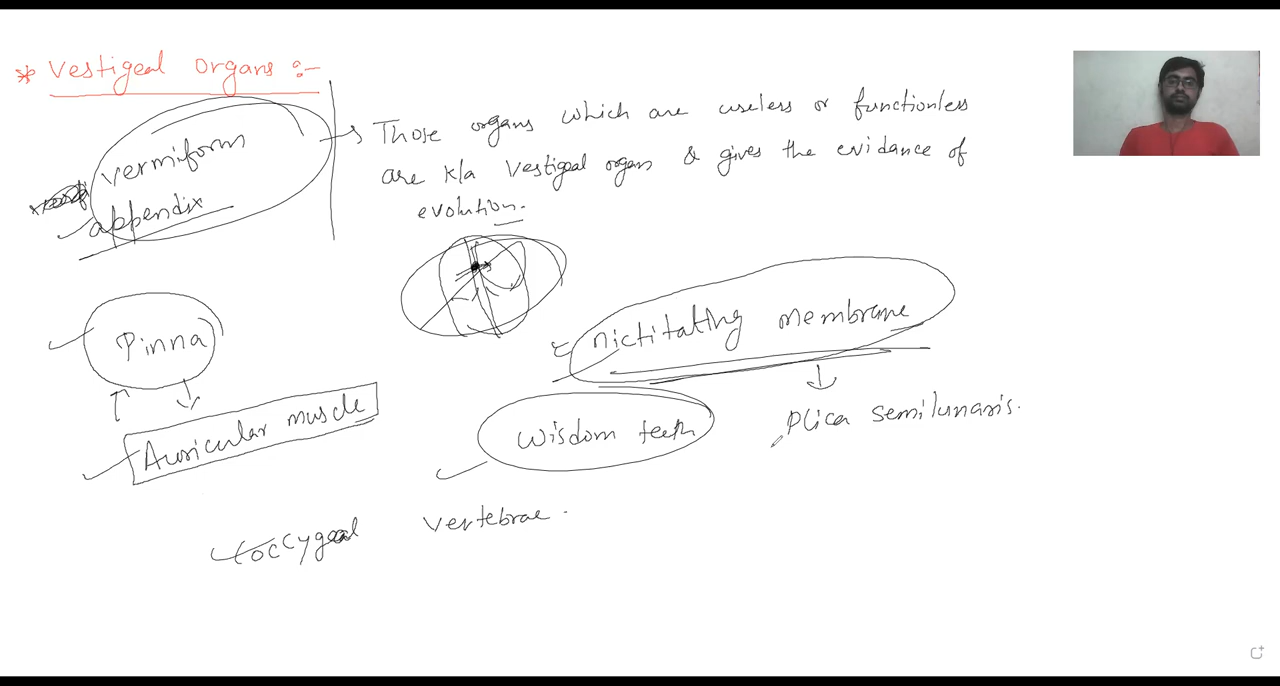 * Vestigeal organs :-
vermiform
appendix
→ Those organs which are useless or functionless
are k/a vestigeal organs & gives the evidance of
evolution.
Pinna
Auricular muscle
nictitating membrane
Plica semilunaris.
wisdom teeth
Coccygeal vertebrae.